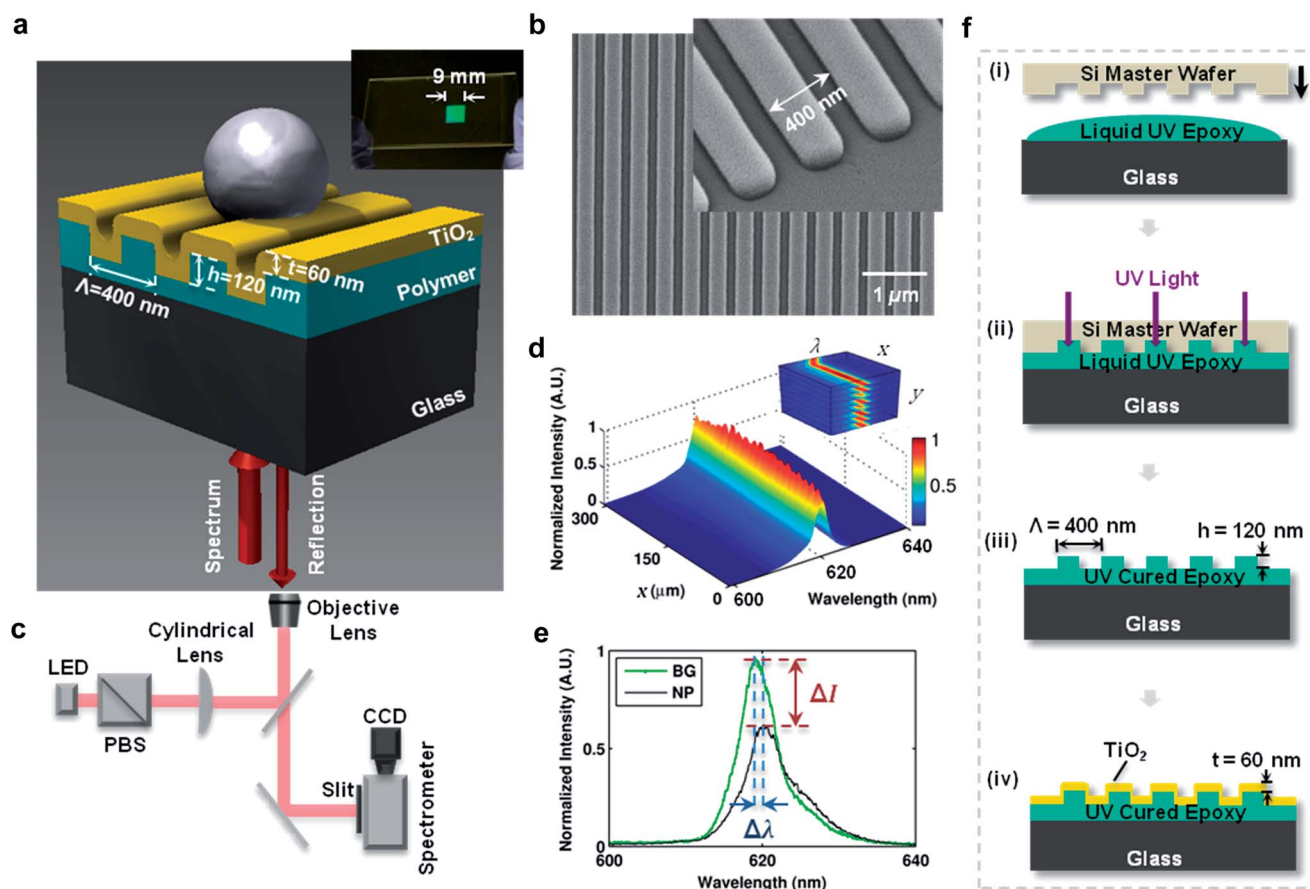 a
9 mm
TiO₂
t=60 nm
h=120 nm
Λ=400 nm
Polymer
Glass
Spectrum
Reflection
b
400 nm
1 µm
c
Objective
Lens
Cylindrical
Lens
LED
PBS
CCD
Slit
Spectrometer
d
λ
x
y
Normalized Intensity (A.U.)
1
0.5
0
300
150
0
x (µm)
600
620
640
Wavelength (nm)
1
0.5
e
Normalized Intensity (A.U.)
1
0.5
0
BG
NP
ΔI
Δλ
600
620
640
Wavelength (nm)
f
(i)
Si Master Wafer
Liquid UV Epoxy
Glass
UV Light
(ii)
Si Master Wafer
Liquid UV Epoxy
Glass
(iii)
Λ = 400 nm
h = 120 nm
UV Cured Epoxy
Glass
(iv)
TiO₂
t = 60 nm
UV Cured Epoxy
Glass